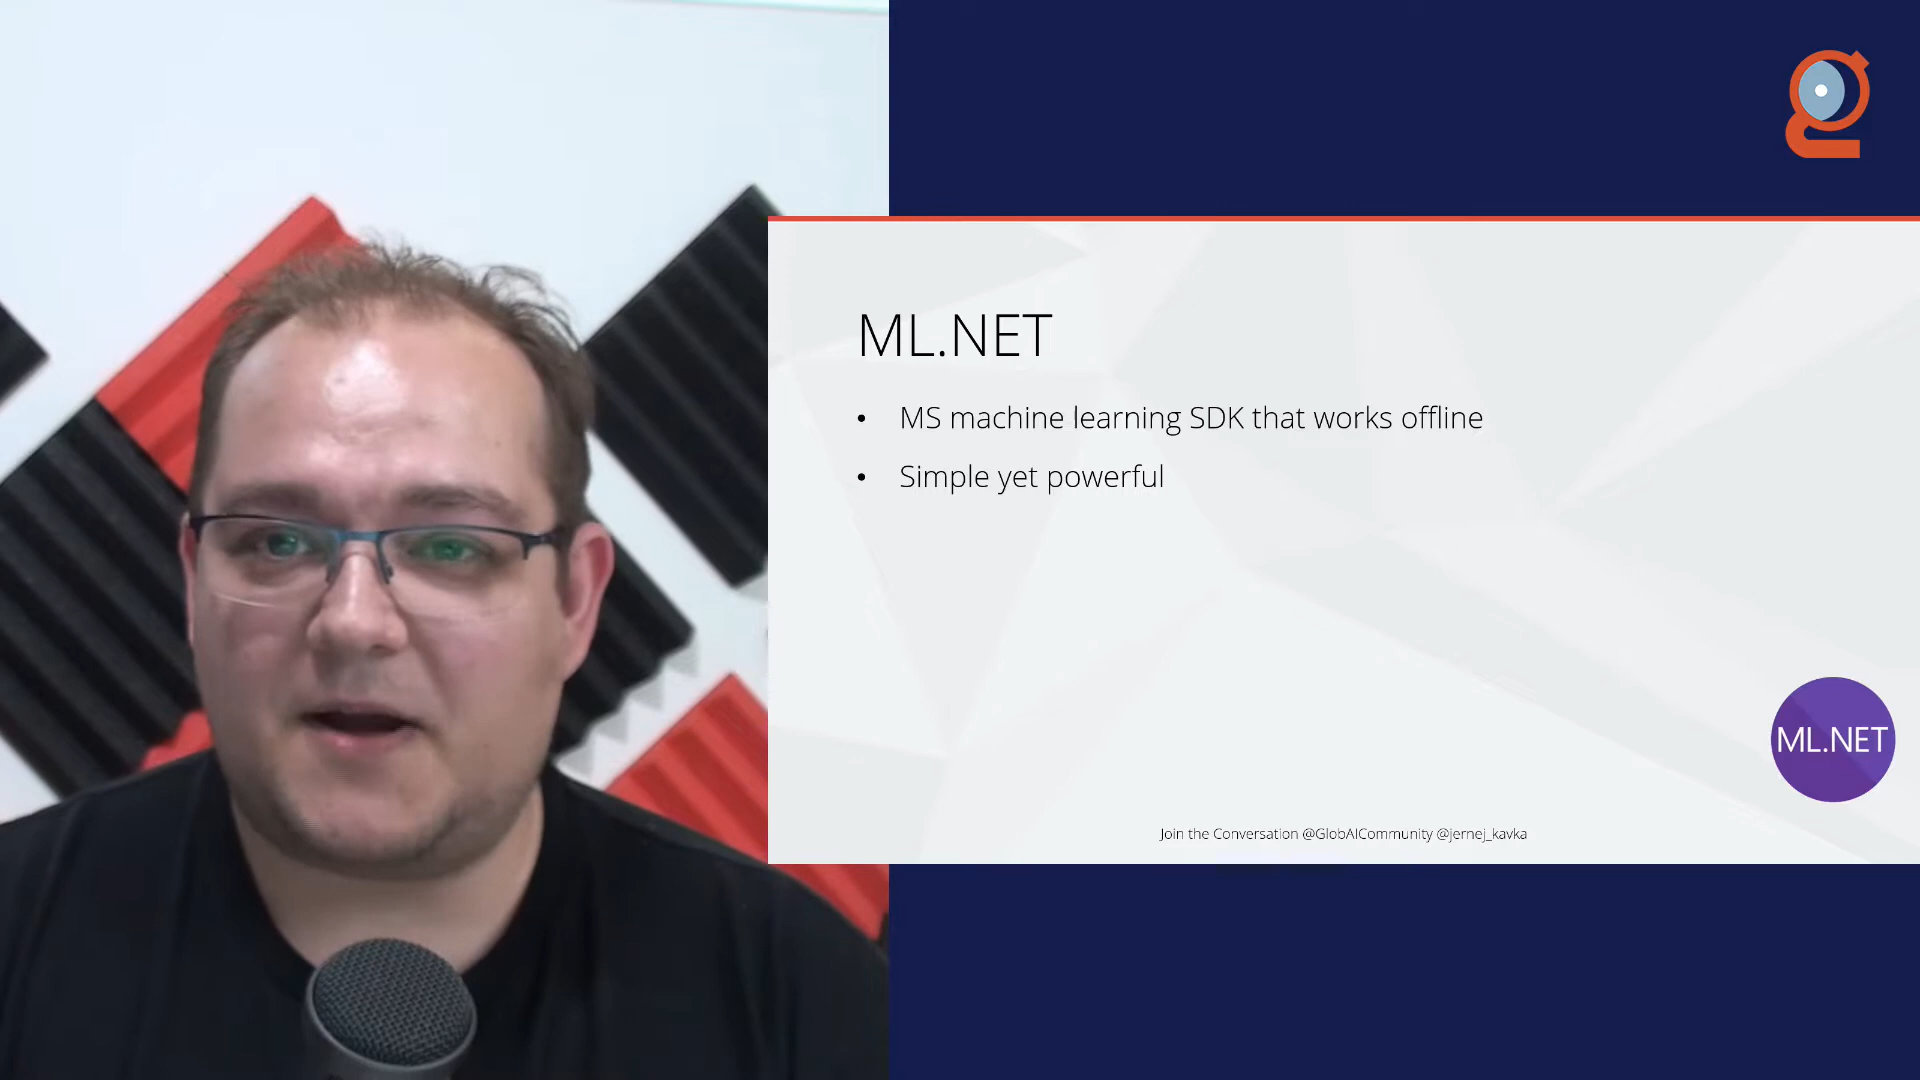 ML.NET
• MS machine learning SDK that works offline
• Simple yet powerful
ML.NET
Join the Conversation @GlobAICommunity @jernej_kavka